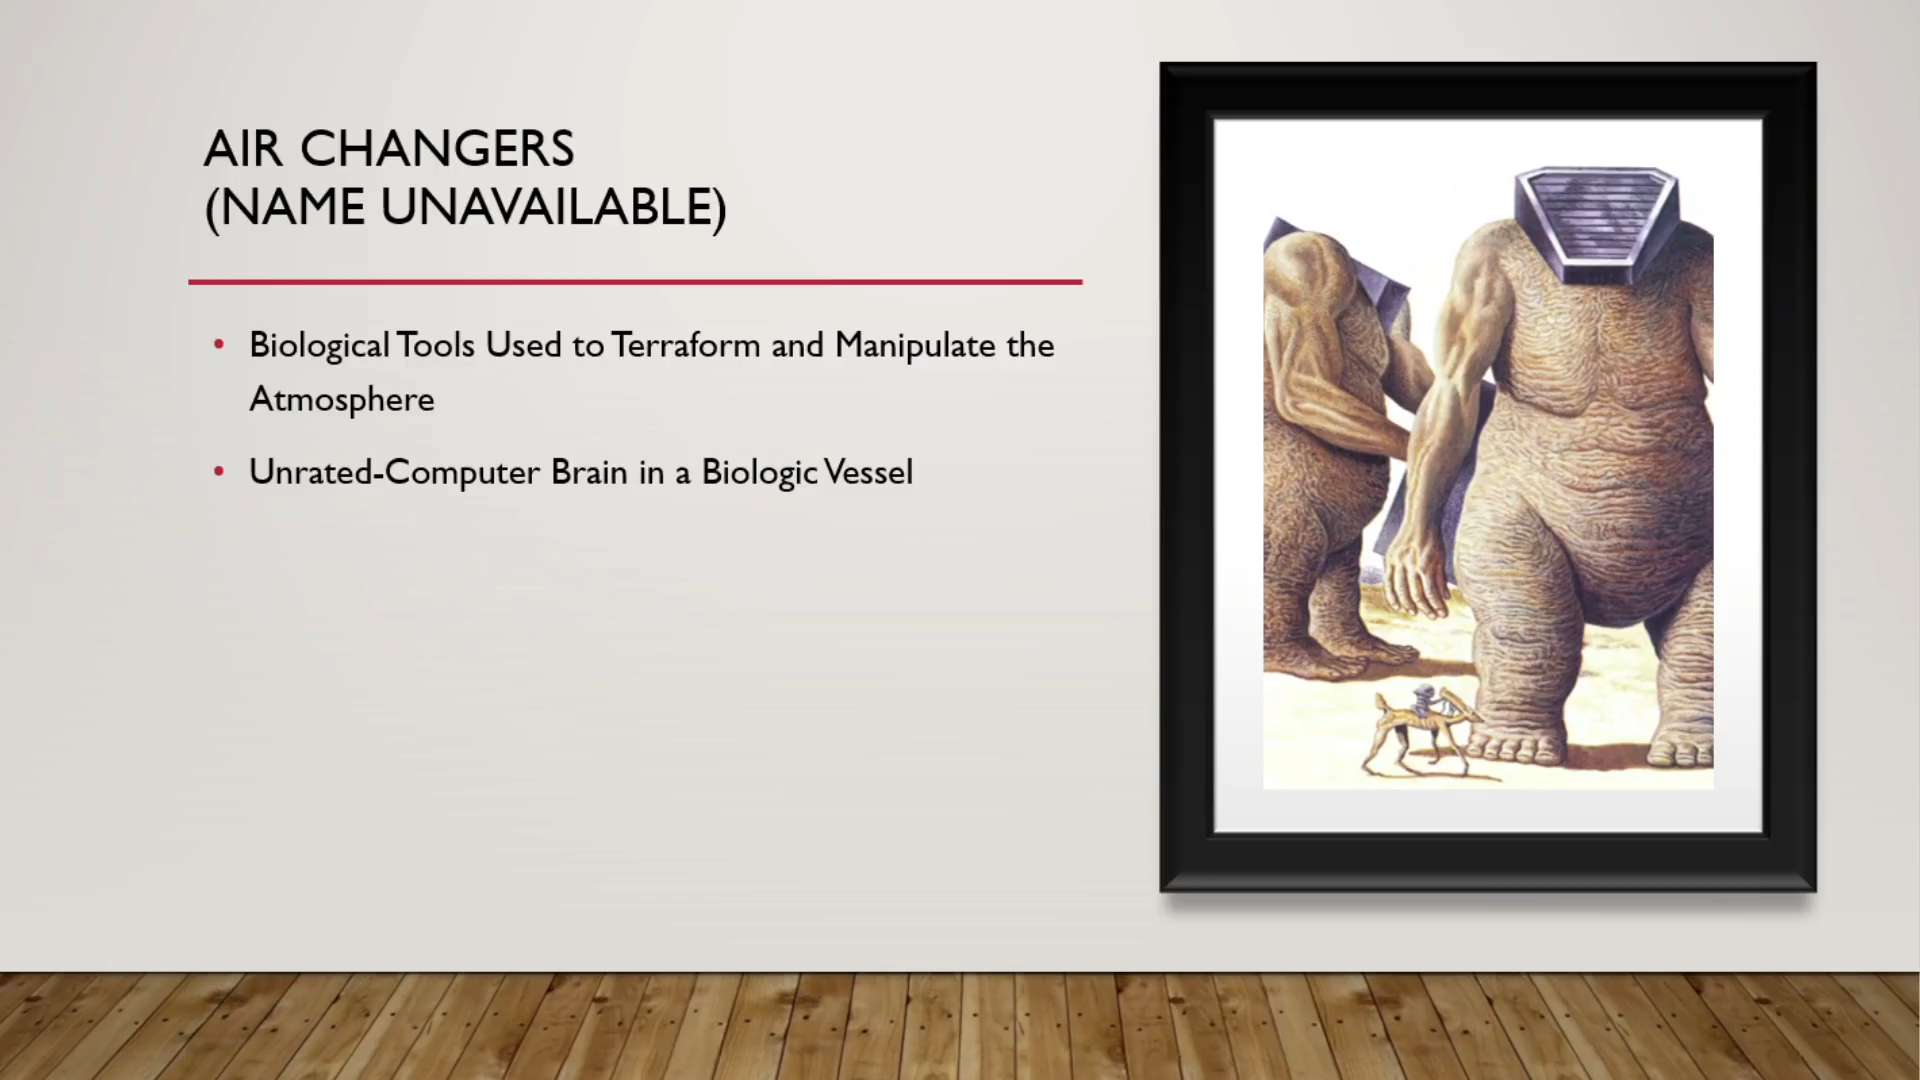 AIR CHANGERS
(NAME UNAVAILABLE)
• Biological Tools Used to Terraform and Manipulate the
Atmosphere
• Unrated-Computer Brain in a Biologic Vessel